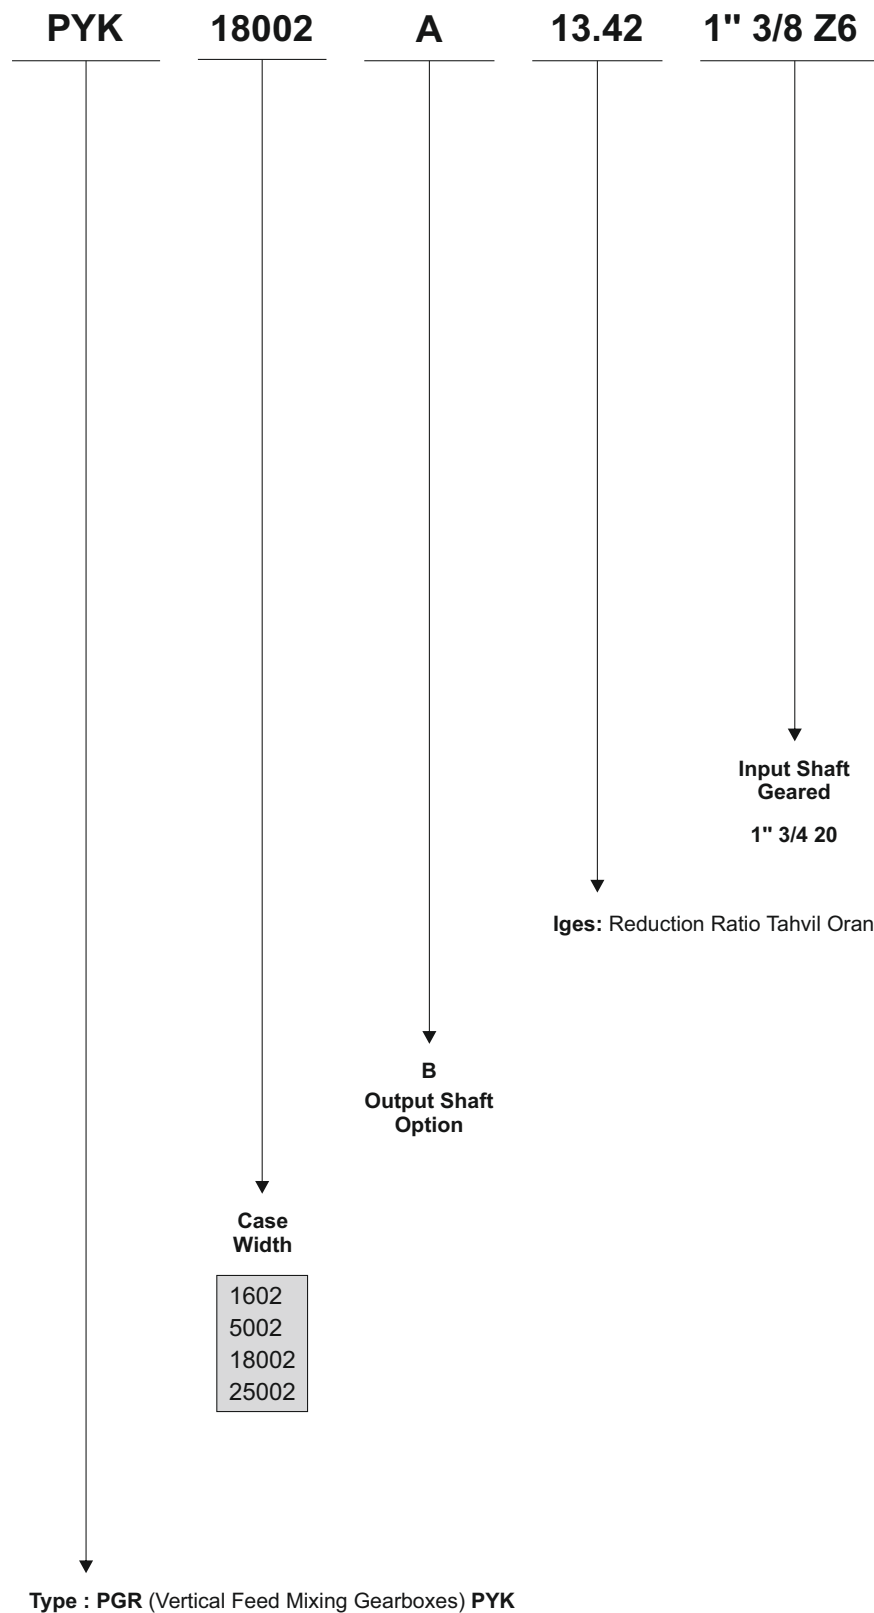 PYK 18002 A 13.42 1" 3/8 Z6
Input Shaft
Geared
1" 3/4 20
Iges: Reduction Ratio Tahvil Oran
B
Output Shaft
Option
Case
Width
1602
5002
18002
25002
Type : PGR (Vertical Feed Mixing Gearboxes) PYK